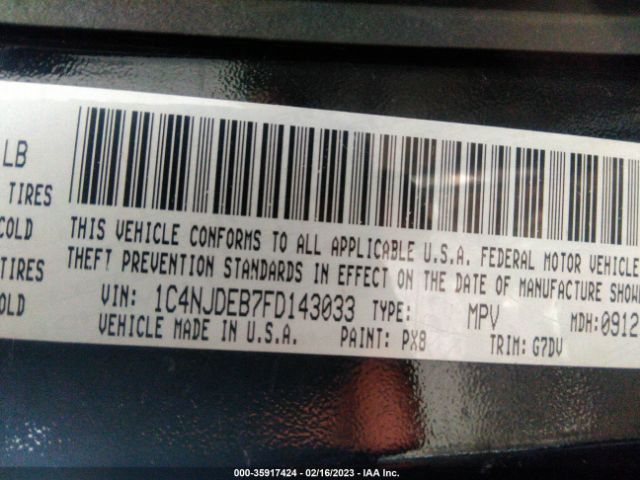 LB
TIRES
COLD
TIRES
COLD
THIS VEHICLE CONFORMS TO ALL APPLICABLE U.S.A. FEDERAL MOTOR VEHICLE
THEFT PREVENTION STANDARDS IN EFFECT ON THE DATE OF MANUFACTURE SHOW
VIN: 1C4NJDEB7FD143033 TYPE: MPV MDH:0912
VEHICLE MADE IN U.S.A. PAINT: PX8 TRIM: G7DV
000-35917424 - 02/16/2023 - IAA Inc.